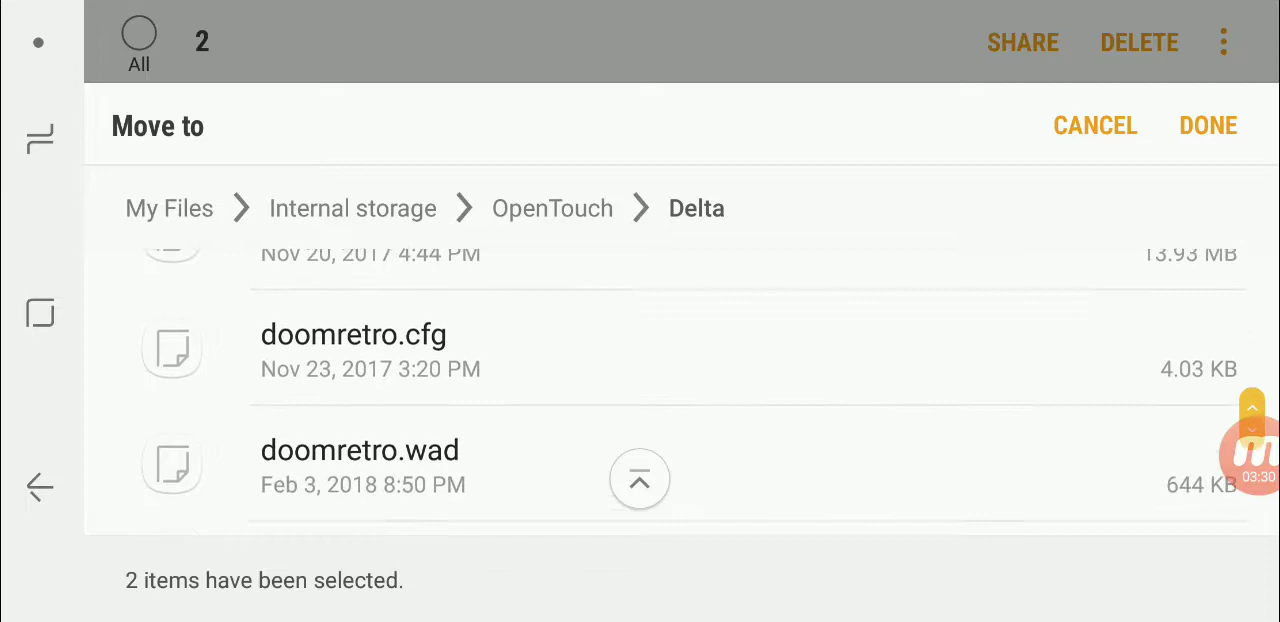 2
SHARE
DELETE
All
Move to
CANCEL
DONE
My Files
Internal storage
OpenTouch
Delta
Nov 20, 2017 4:44 PM
13.93 MB
doomretro.cfg
Nov 23, 2017 3:20 PM
4.03 KB
doomretro.wad
Feb 3, 2018 8:50 PM
644 KB
03:30
2 items have been selected.